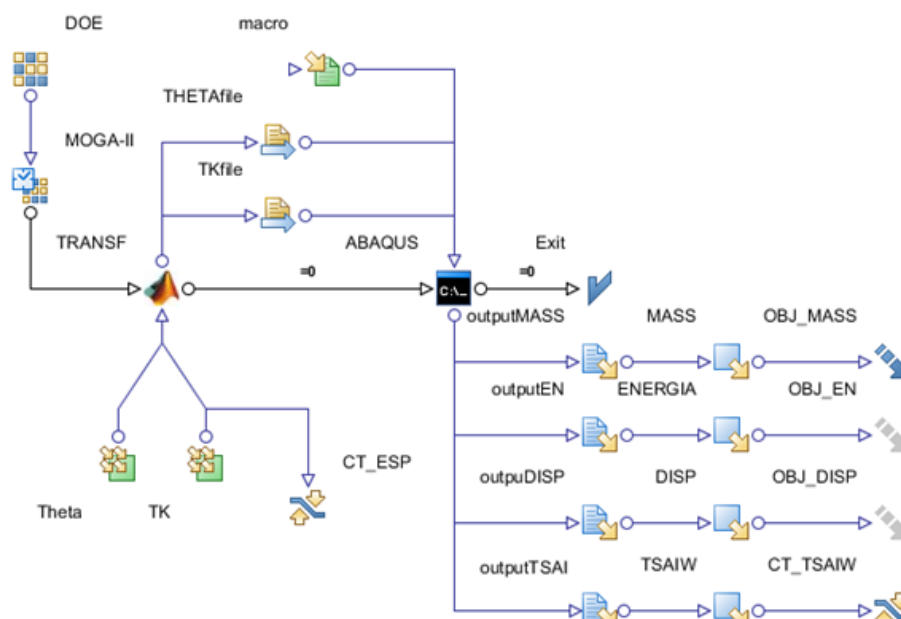 DOE
macro
THETAfile
MOGA-II
TKfile
TRANSF
ABAQUS
Exit
=0
=0
C:\_
outputMASS
MASS
OBJ_MASS
outputEN
ENERGIA
OBJ_EN
CT_ESP
outpuDISP
DISP
OBJ_DISP
Theta
TK
outputTSAI
TSAIW
CT_TSAIW